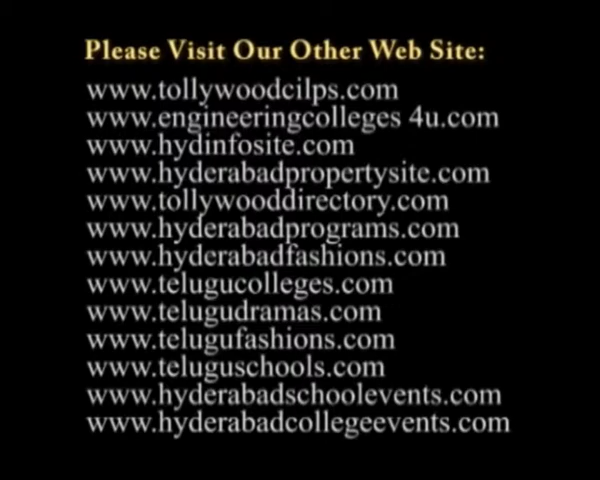 Please Visit Our Other Web Site:
www.tollywoodcilps.com
www.engineeringcolleges 4u.com
www.hydinfosite.com
www.hyderabadpropertysite.com
www.tollywooddirectory.com
www.hyderabadprograms.com
www.hyderabadfashions.com
www.telugucolleges.com
www.telugudramas.com
www.telugufashions.com
www.teluguschools.com
www.hyderabadschoolevents.com
www.hyderabadcollegeevents.com